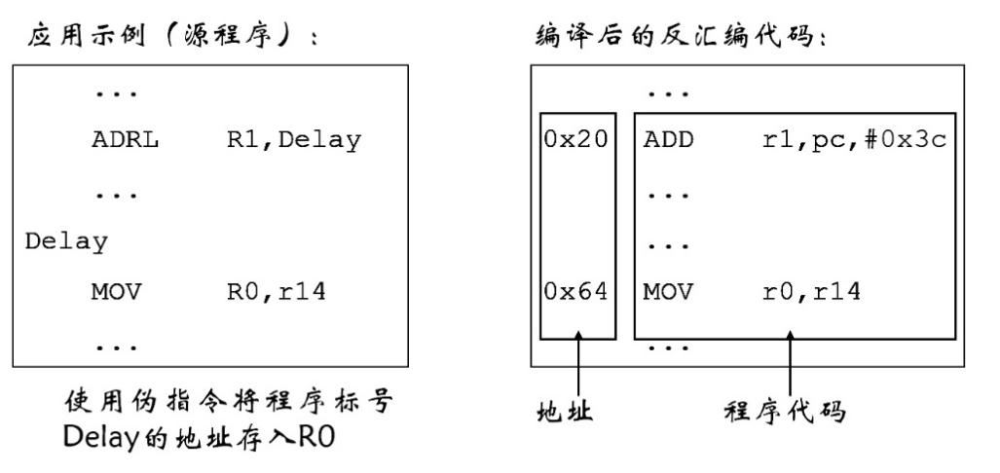 应用示例（源程序）：
...
ADRL R1,Delay
...
Delay
MOV R0,r14
...
使用伪指令将程序标号
Delay的地址存入R0
编译后的反汇编代码：
...
0x20 ADD r1,pc,#0x3c
...
...
0x64 MOV r0,r14
...
地址 程序代码